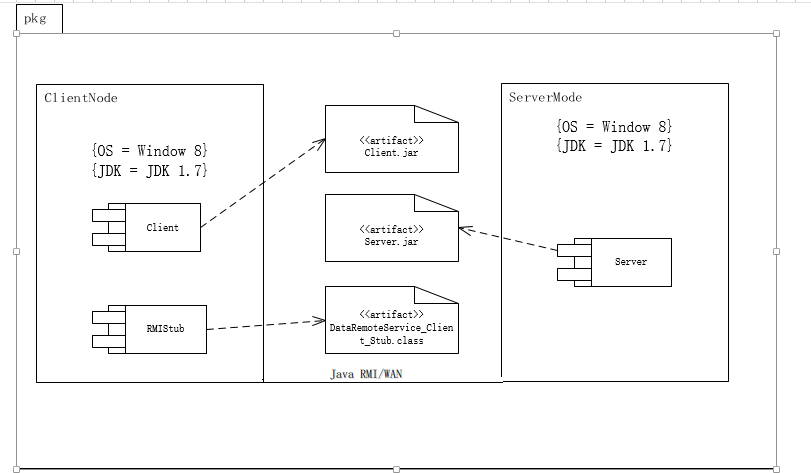 pkg
ClientNode
{OS = Window 8}
{JDK = JDK 1.7}
Client
RMIStub
<<artifact>>
Client.jar
<<artifact>>
Server.jar
<<artifact>>
DataRemoteService_Clien
t_Stub.class
Java RMI/WAN
ServerMode
{OS = Window 8}
{JDK = JDK 1.7}
Server